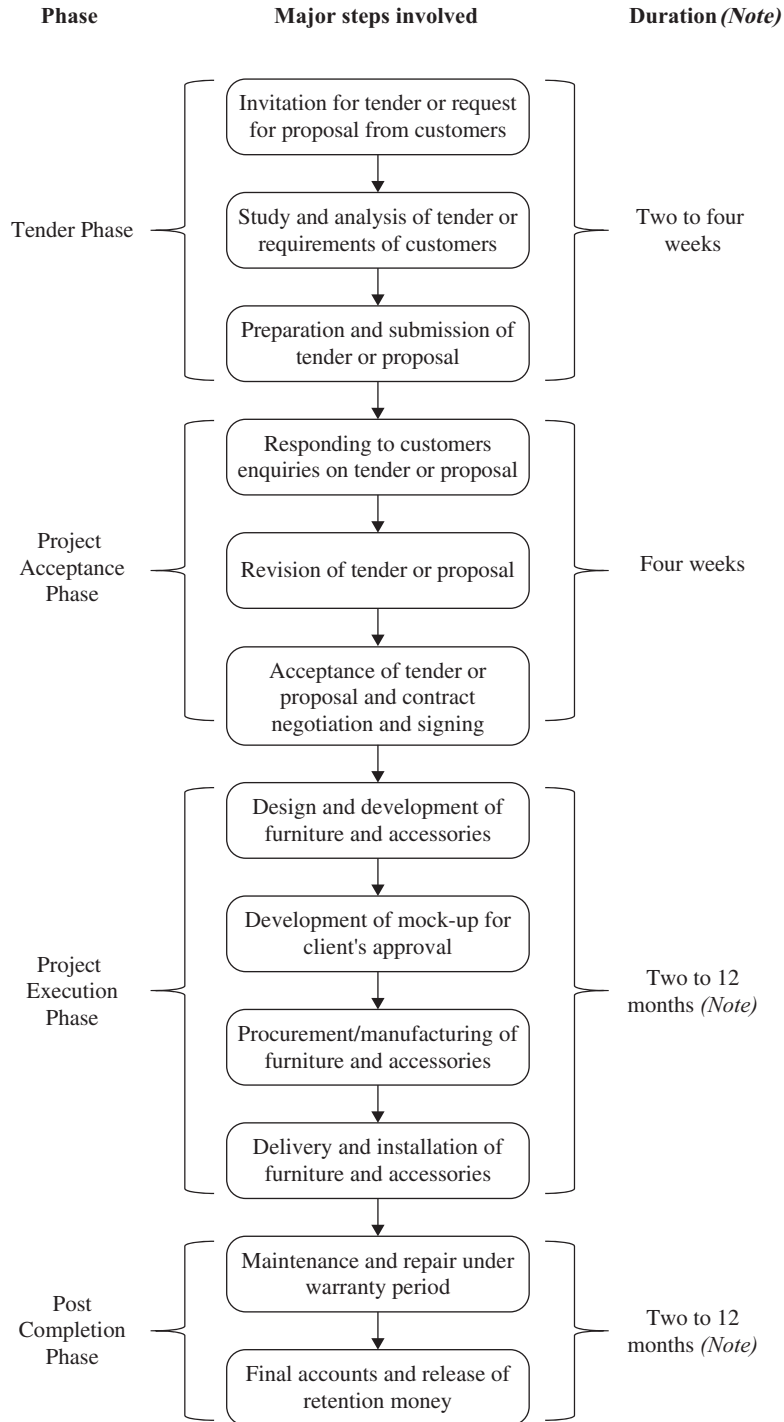 Phase Major steps involved Duration (Note)
Invitation for tender or request
for proposal from customers
Tender Phase
Study and analysis of tender or
requirements of customers
Two to four
weeks
Preparation and submission of
tender or proposal
Responding to customers
enquiries on tender or proposal
Project
Acceptance
Phase
Revision of tender or proposal
Four weeks
Acceptance of tender or
proposal and contract
negotiation and signing
Design and development of
furniture and accessories
Development of mock-up for
client's approval
Project
Execution
Phase
Two to 12
months (Note)
Procurement/manufacturing of
furniture and accessories
Delivery and installation of
furniture and accessories
Maintenance and repair under
warranty period
Post
Completion
Phase
Two to 12
months (Note)
Final accounts and release of
retention money